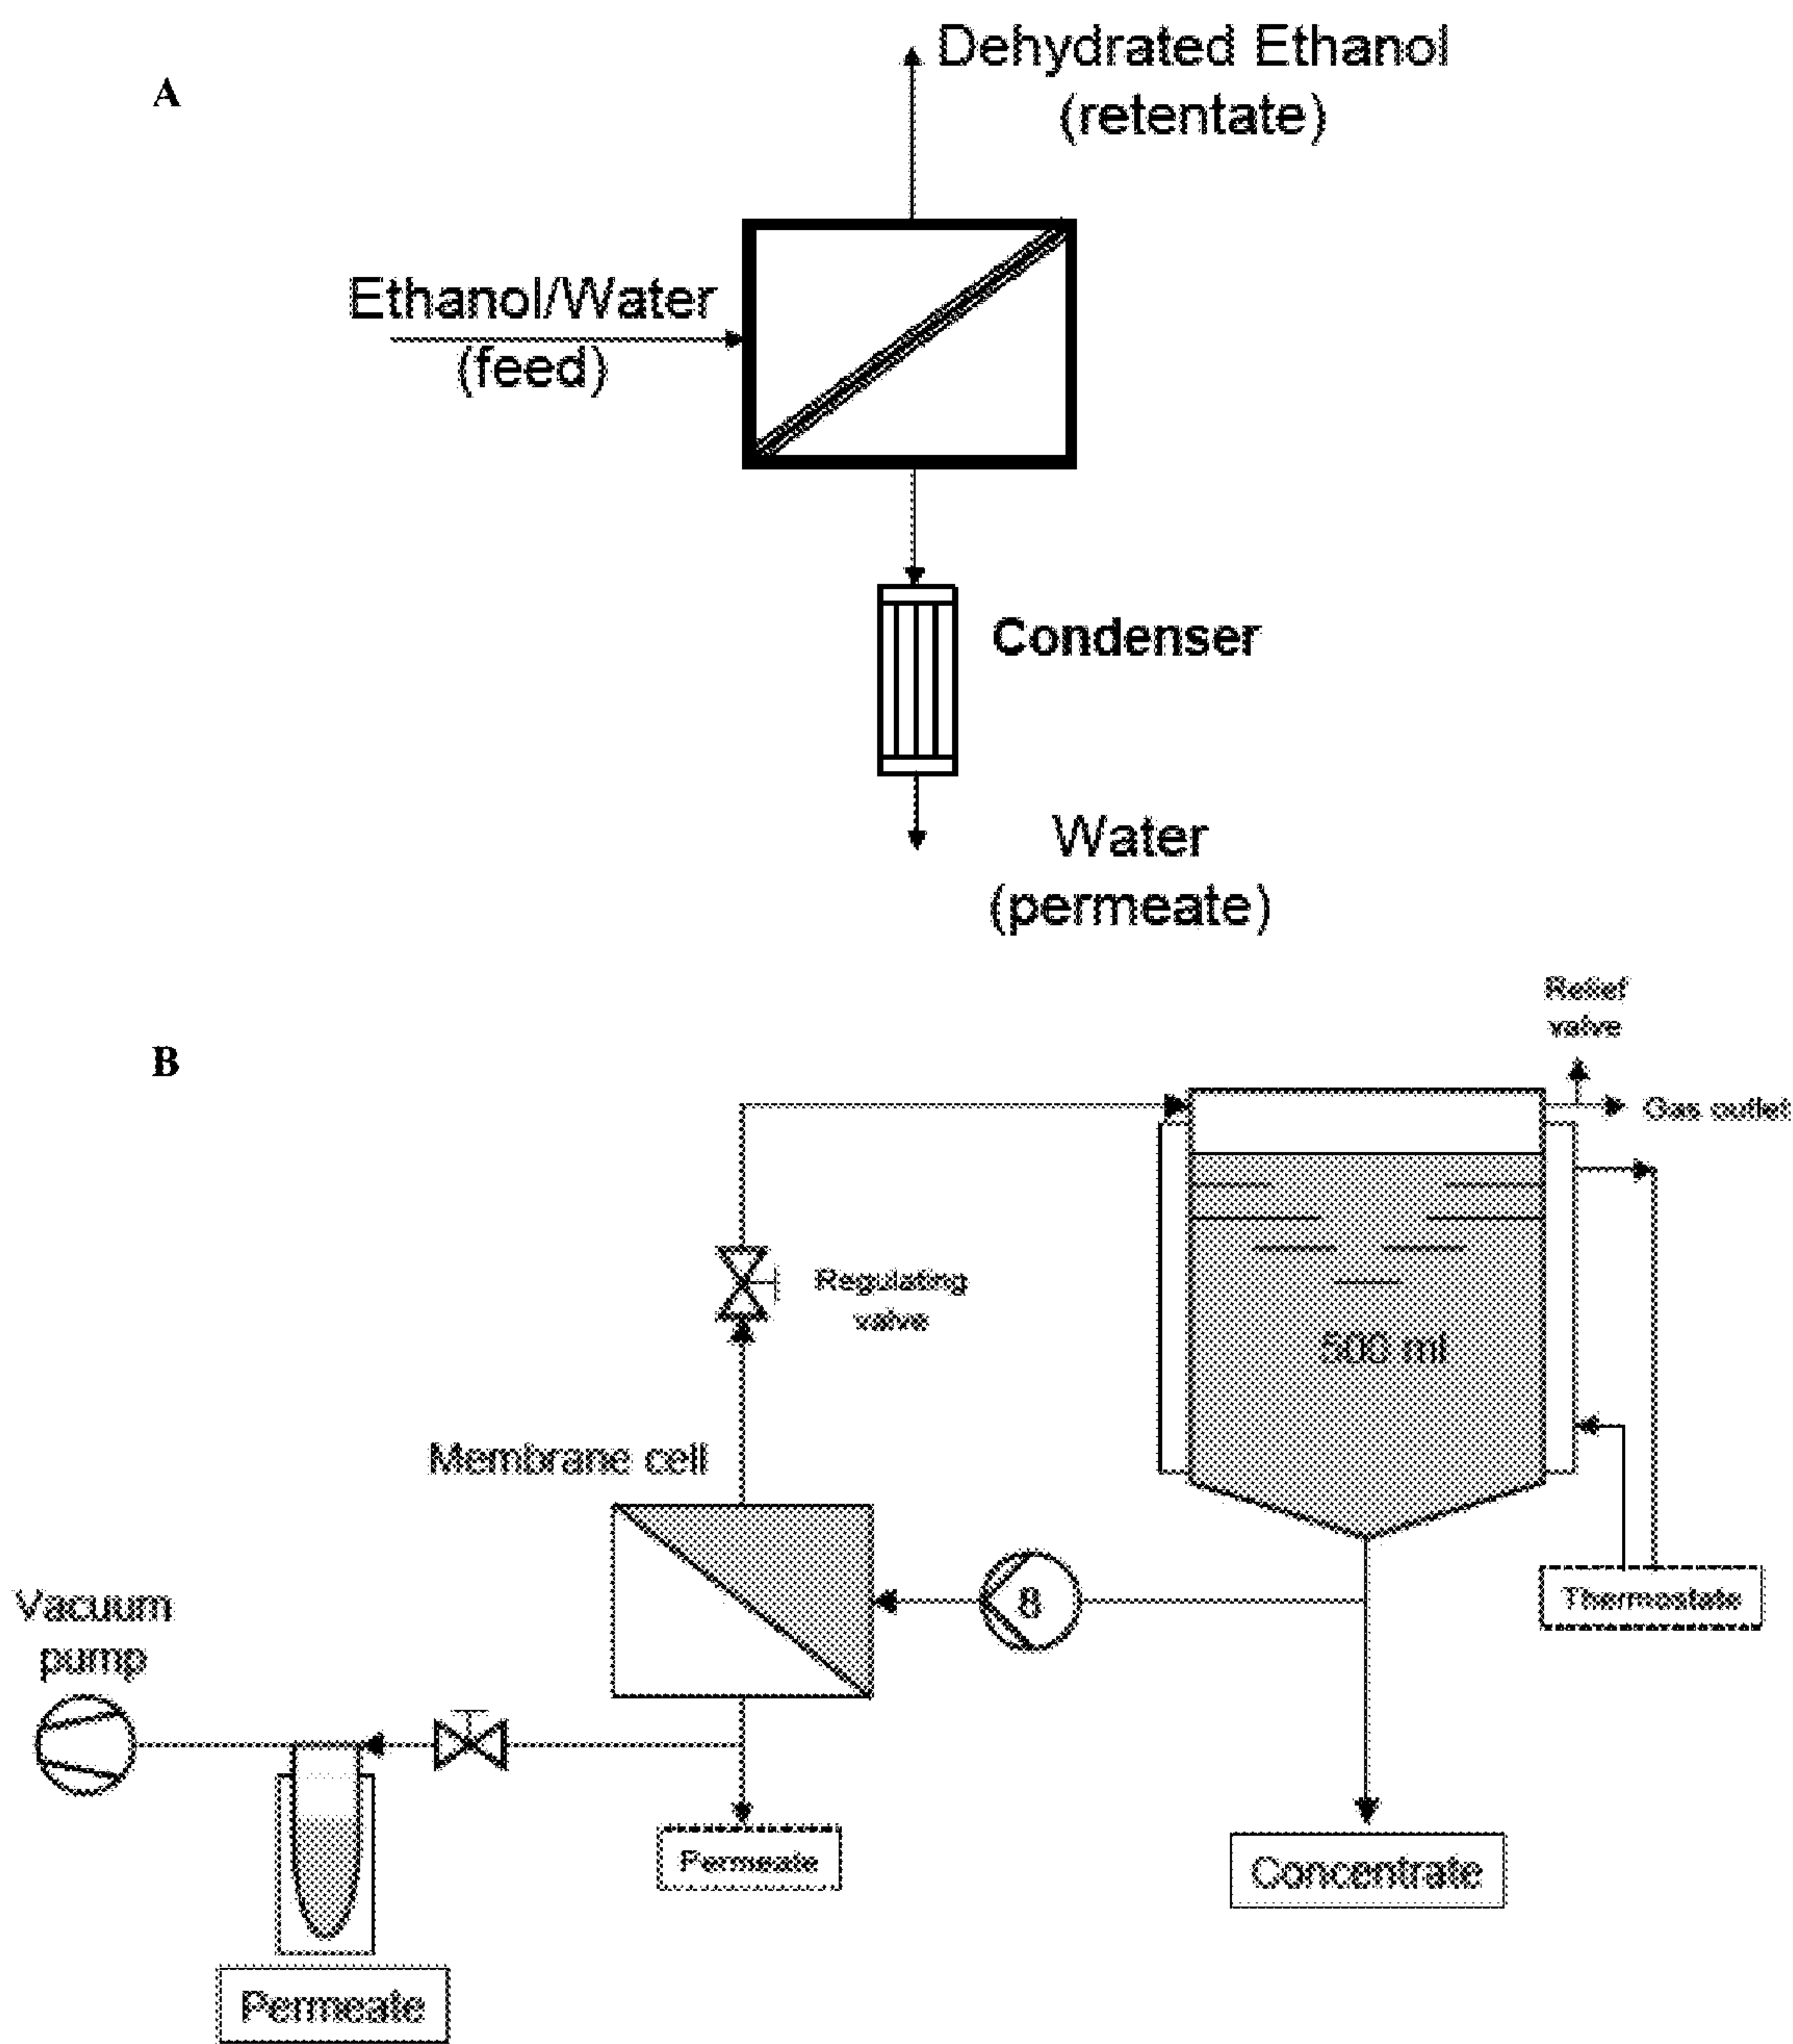 A
Dehydrated Ethanol
(retentate)
Ethanol/Water
(feed)
Condenser
Water
(permeate)
B
Relief
valve
Gas outlet
Regulating
valve
500 ml
Membrane cell
8
Thermostate
Vacuum
pump
Permeate
Concentrate
Permeate